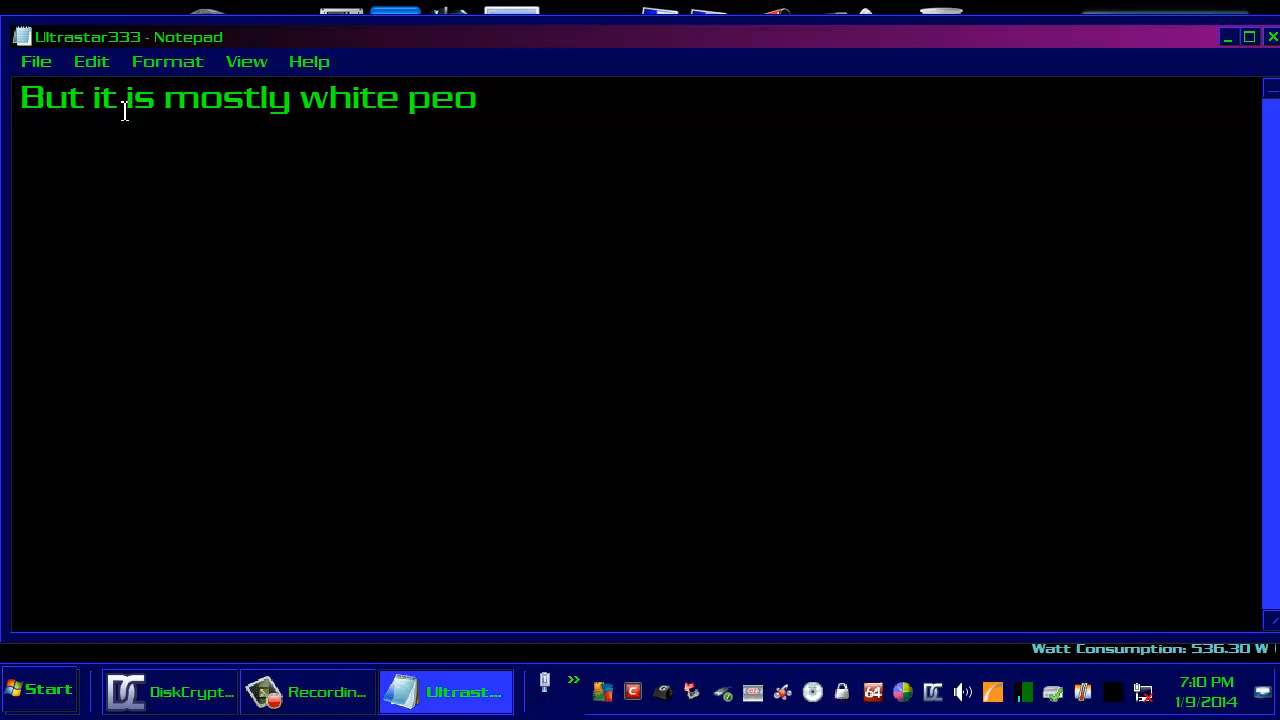 Ultrastar333 - Notepad
File Edit Format View Help
But it is mostly white peo
Watt Consumption: 536.30 W
Start
DiskCrypt...
Recordin...
Ultrast...
64
7:10 PM
1/9/2014